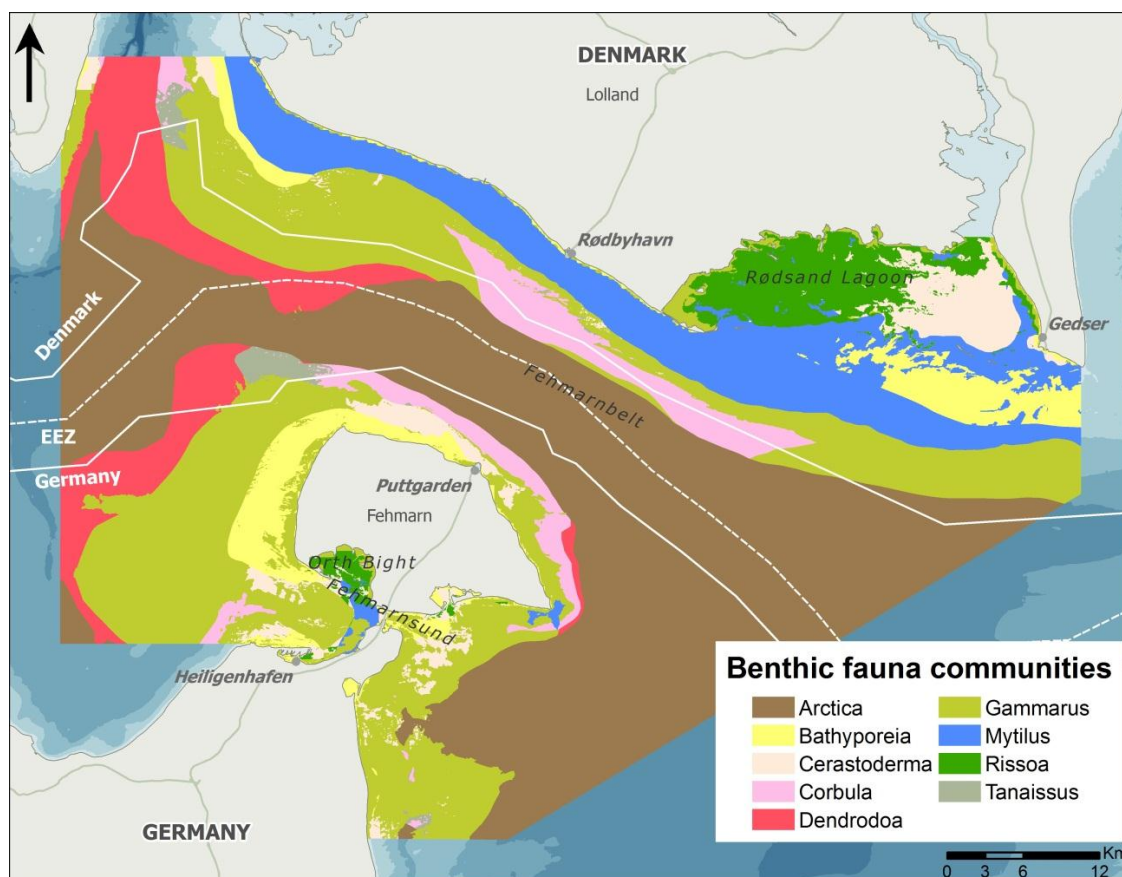 DENMARK
Lolland
Rødbyhavn
Rødsand Lagoon
Gedser
Denmark
Fehmarnbelt
EEZ
Germany
Puttgarden
Fehmarn
Orth Bight
Fehmarnsund
Heiligenhafen
GERMANY
Benthic fauna communities
Arctica
Bathyporeia
Cerastoderma
Corbula
Dendrodoa
Gammarus
Mytilus
Rissoa
Tanaissus
Km
0 3 6 12